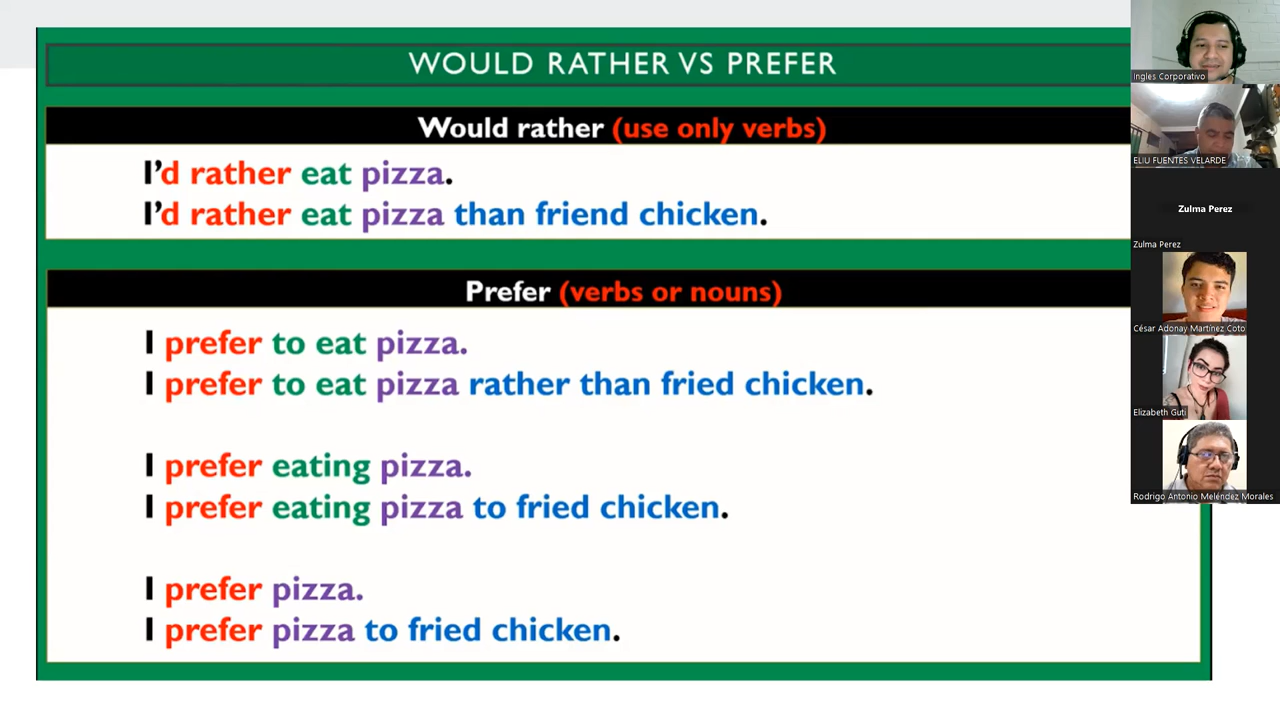 WOULD RATHER VS PREFER
Would rather (use only verbs)
I'd rather eat pizza.
I'd rather eat pizza than friend chicken.
Prefer (verbs or nouns)
I prefer to eat pizza.
I prefer to eat pizza rather than fried chicken.
I prefer eating pizza.
I prefer eating pizza to fried chicken.
I prefer pizza.
I prefer pizza to fried chicken.
Ingles Corporativo
ELIU FUENTES VELARDE
Zulma Perez
Zulma Perez
César Adonay Martínez Coto
Elizabeth Guti
Rodrigo Antonio Meléndez Morales